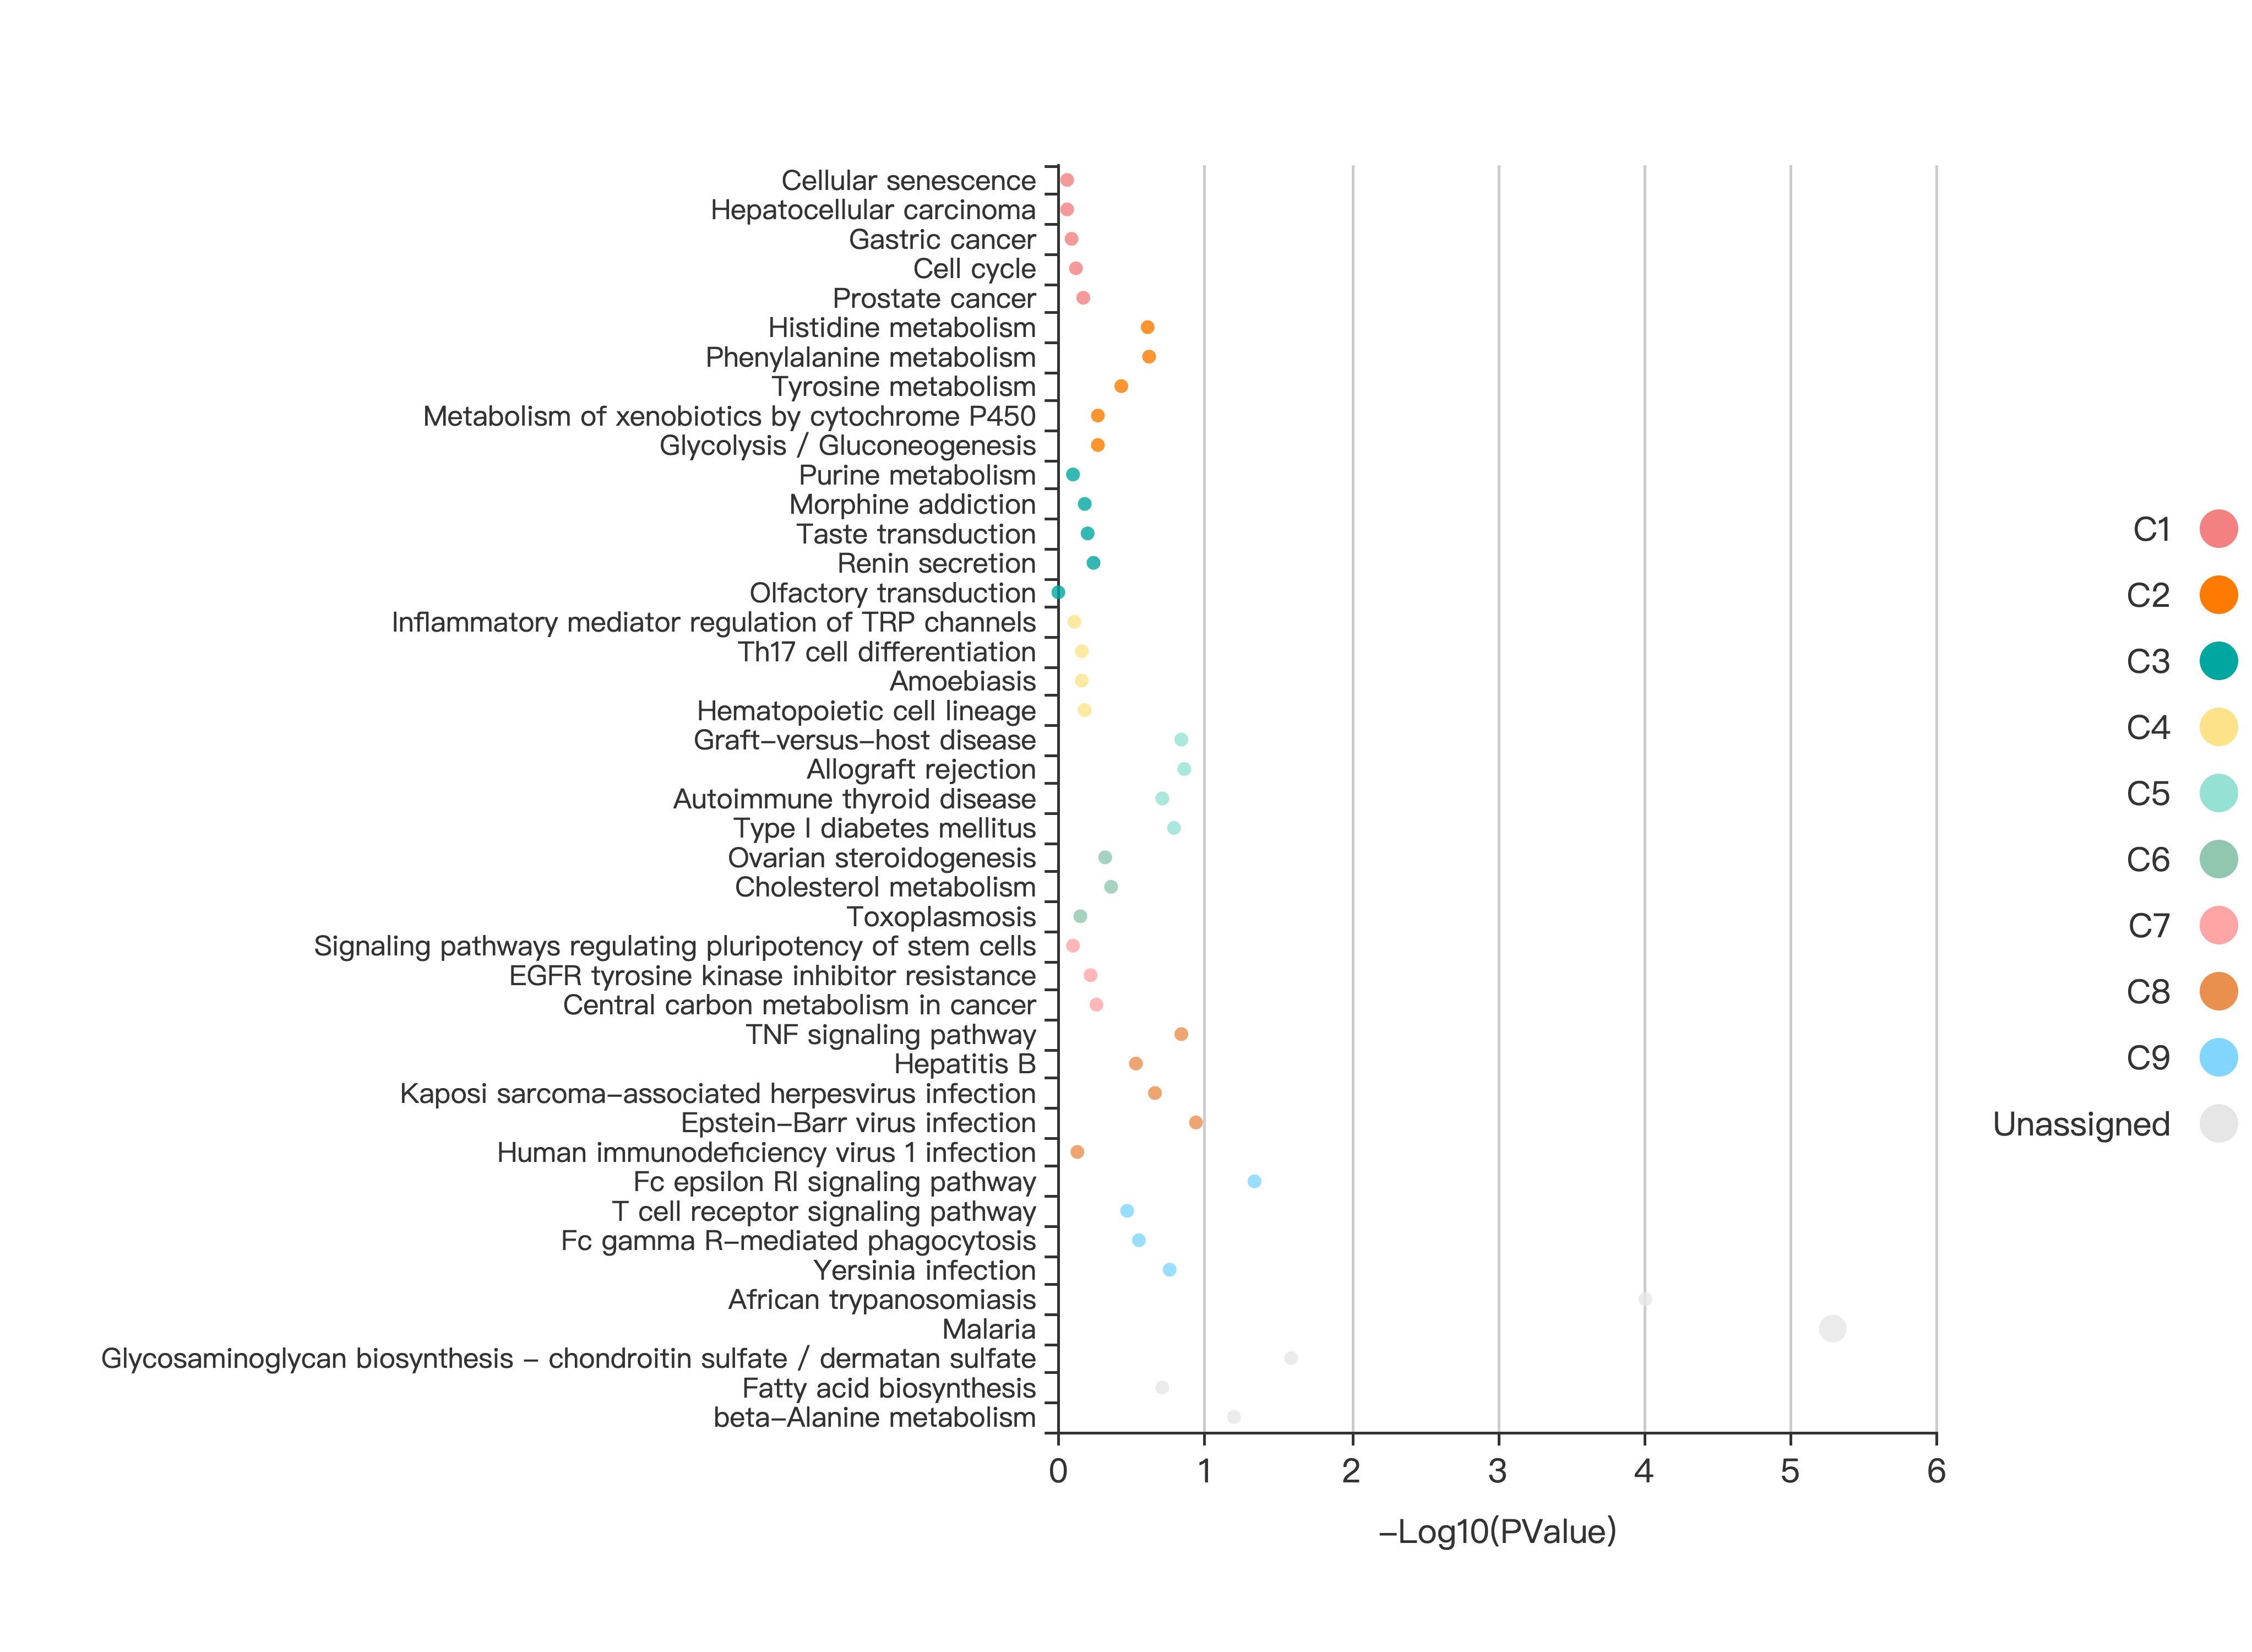 Cellular senescence
Hepatocellular carcinoma
Gastric cancer
Cell cycle
Prostate cancer
Histidine metabolism
Phenylalanine metabolism
Tyrosine metabolism
Metabolism of xenobiotics by cytochrome P450
Glycolysis / Gluconeogenesis
Purine metabolism
Morphine addiction
Taste transduction
Renin secretion
Olfactory transduction
Inflammatory mediator regulation of TRP channels
Th17 cell differentiation
Amoebiasis
Hematopoietic cell lineage
Graft-versus-host disease
Allograft rejection
Autoimmune thyroid disease
Type I diabetes mellitus
Ovarian steroidogenesis
Cholesterol metabolism
Toxoplasmosis
Signaling pathways regulating pluripotency of stem cells
EGFR tyrosine kinase inhibitor resistance
Central carbon metabolism in cancer
TNF signaling pathway
Hepatitis B
Kaposi sarcoma-associated herpesvirus infection
Epstein-Barr virus infection
Human immunodeficiency virus 1 infection
Fc epsilon RI signaling pathway
T cell receptor signaling pathway
Fc gamma R-mediated phagocytosis
Yersinia infection
African trypanosomiasis
Malaria
Glycosaminoglycan biosynthesis - chondroitin sulfate / dermatan sulfate
Fatty acid biosynthesis
beta-Alanine metabolism
0 1 2 3 4 5 6
-Log10(PValue)
C1
C2
C3
C4
C5
C6
C7
C8
C9
Unassigned